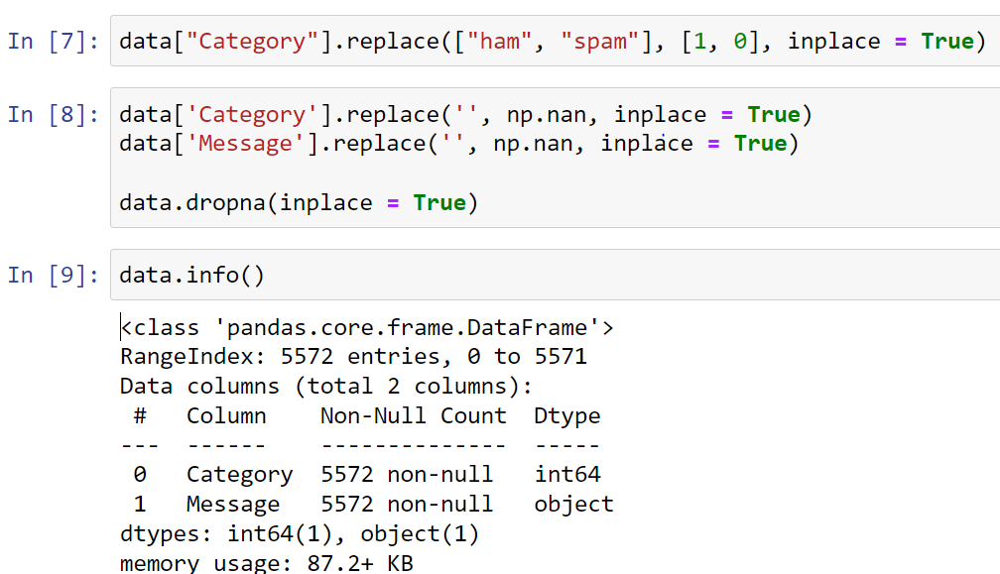 In [7]: data["Category"].replace(["ham", "spam"], [1, 0], inplace = True)
In [8]: data['Category'].replace('', np.nan, inplace = True)
data['Message'].replace('', np.nan, inplace = True)
data.dropna(inplace = True)
In [9]: data.info()
<class 'pandas.core.frame.DataFrame'>
RangeIndex: 5572 entries, 0 to 5571
Data columns (total 2 columns):
 #   Column    Non-Null Count  Dtype
---  ------    --------------  -----
 0   Category  5572 non-null   int64
 1   Message   5572 non-null   object
dtypes: int64(1), object(1)
memory usage: 87.2+ KB